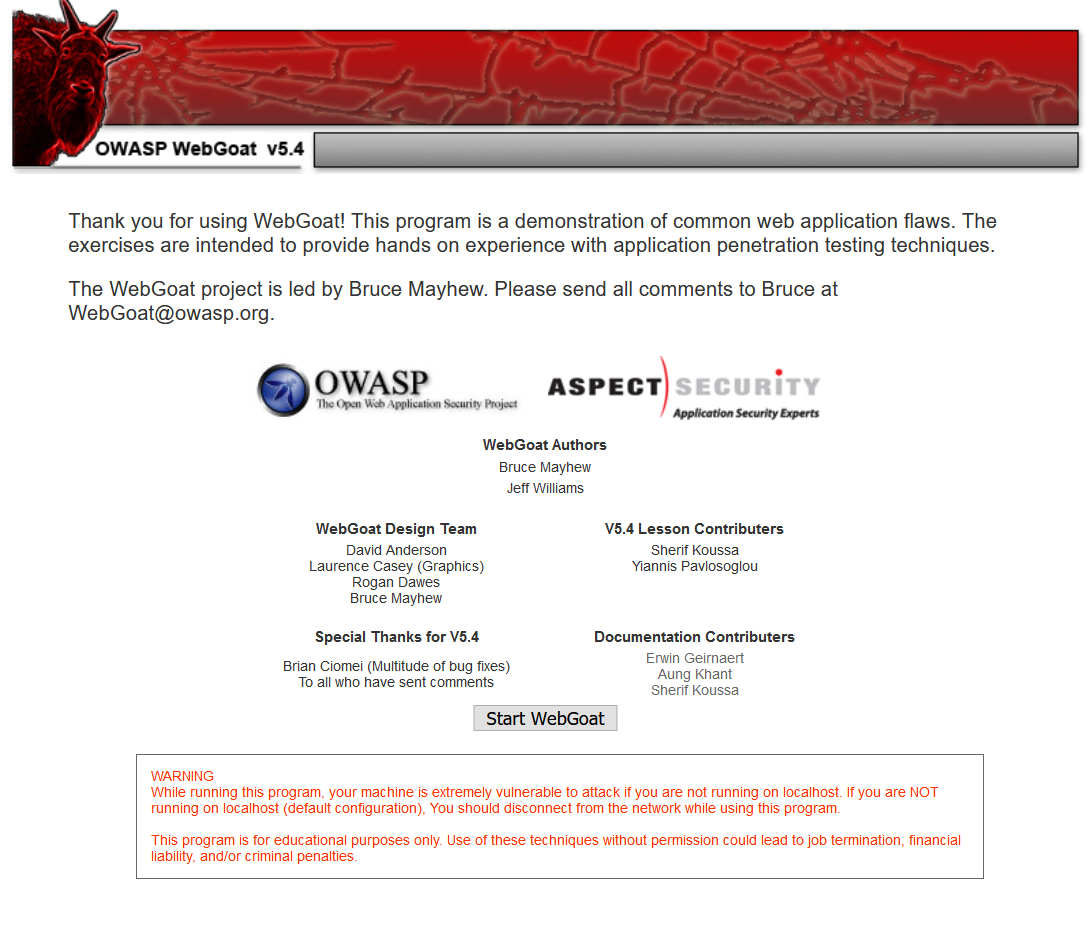 OWASP WebGoat v5.4
Thank you for using WebGoat! This program is a demonstration of common web application flaws. The
exercises are intended to provide hands on experience with application penetration testing techniques.
The WebGoat project is led by Bruce Mayhew. Please send all comments to Bruce at
WebGoat@owasp.org.
OWASP
The Open Web Application Security Project
ASPECT SECURITY
Application Security Experts
WebGoat Authors
Bruce Mayhew
Jeff Williams
WebGoat Design Team
David Anderson
Laurence Casey (Graphics)
Rogan Dawes
Bruce Mayhew
V5.4 Lesson Contributers
Sherif Koussa
Yiannis Pavlosoglou
Special Thanks for V5.4
Brian Ciomei (Multitude of bug fixes)
To all who have sent comments
Documentation Contributers
Erwin Geirnaert
Aung Khant
Sherif Koussa
Start WebGoat
WARNING
While running this program, your machine is extremely vulnerable to attack if you are not running on localhost. If you are NOT
running on localhost (default configuration), You should disconnect from the network while using this program.
This program is for educational purposes only. Use of these techniques without permission could lead to job termination, financial
liability, and/or criminal penalties.